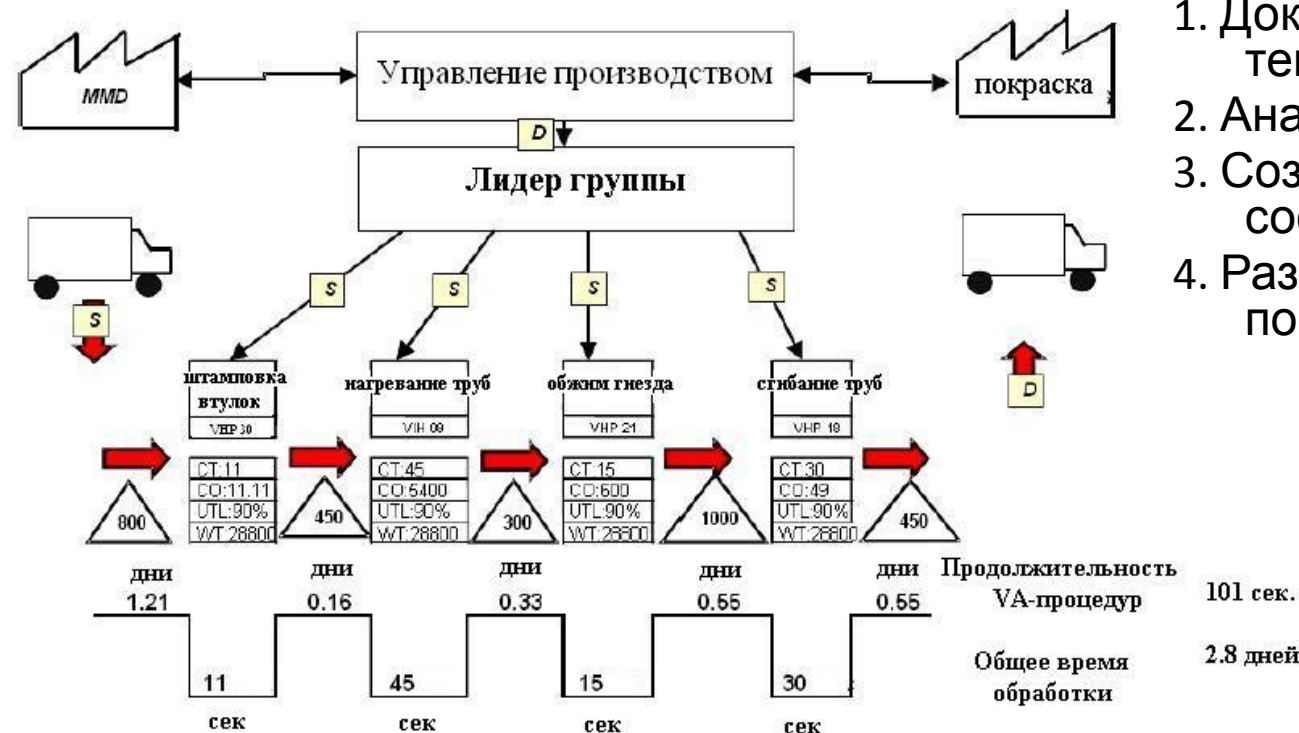 MMD
Управление производством
покраска
D
Лидер группы
S
S
S
S
S
D
штамповка
втулок
VHP 30
нагревание труб
VIH 09
обжим гнезда
VHP 21
сгибание труб
VHP 18
CT:11
CO:11.11
UTL:90%
WT:28800
CT:45
CO:5400
UTL:90%
WT:28800
CT:15
CO:600
UTL:90%
WT:28800
CT:30
CO:49
UTL:90%
WT:28800
800
450
300
1000
450
дни
дни
дни
дни
дни
1.21
0.16
0.33
0.55
0.55
11
45
15
30
сек
сек
сек
сек
Продолжительность
VA-процедур
101 сек.
Общее время
обработки
2.8 дней
1. Док
те
2. Ана
3. Соз
со
4. Раз
по